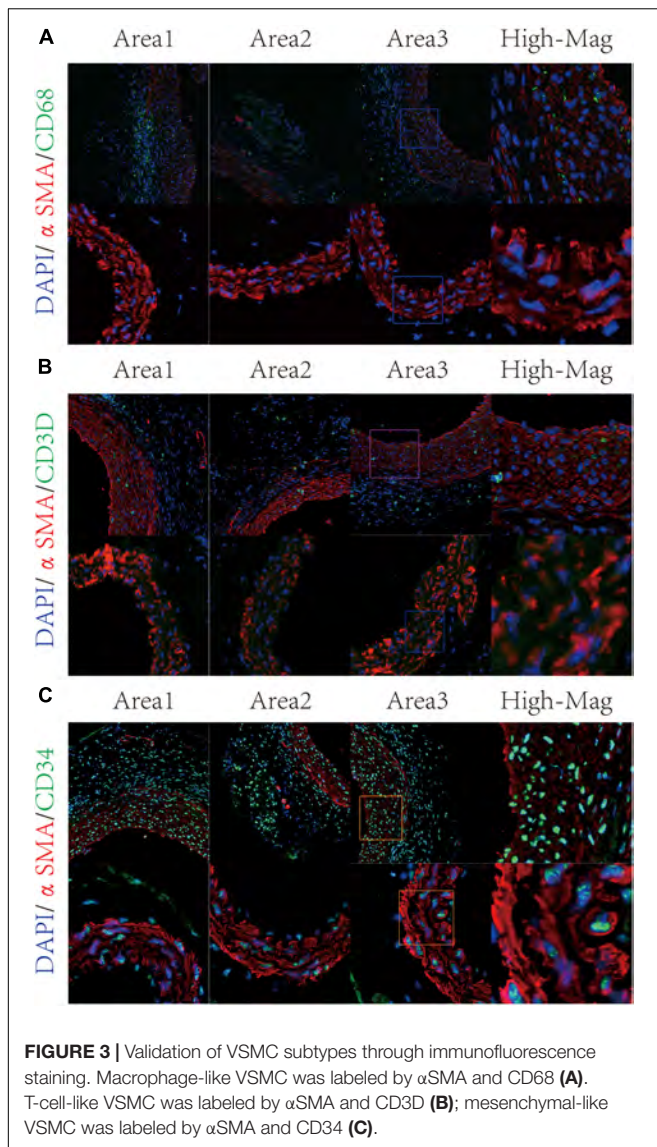 A
Area1 Area2 Area3 High-Mag
DAPI/ α SMA/CD68
B
Area1 Area2 Area3 High-Mag
DAPI/ α SMA/CD3D
C
Area1 Area2 Area3 High-Mag
DAPI/ α SMA/CD34
FIGURE 3 | Validation of VSMC subtypes through immunofluorescence
staining. Macrophage-like VSMC was labeled by αSMA and CD68 (A).
T-cell-like VSMC was labeled by αSMA and CD3D (B); mesenchymal-like
VSMC was labeled by αSMA and CD34 (C).